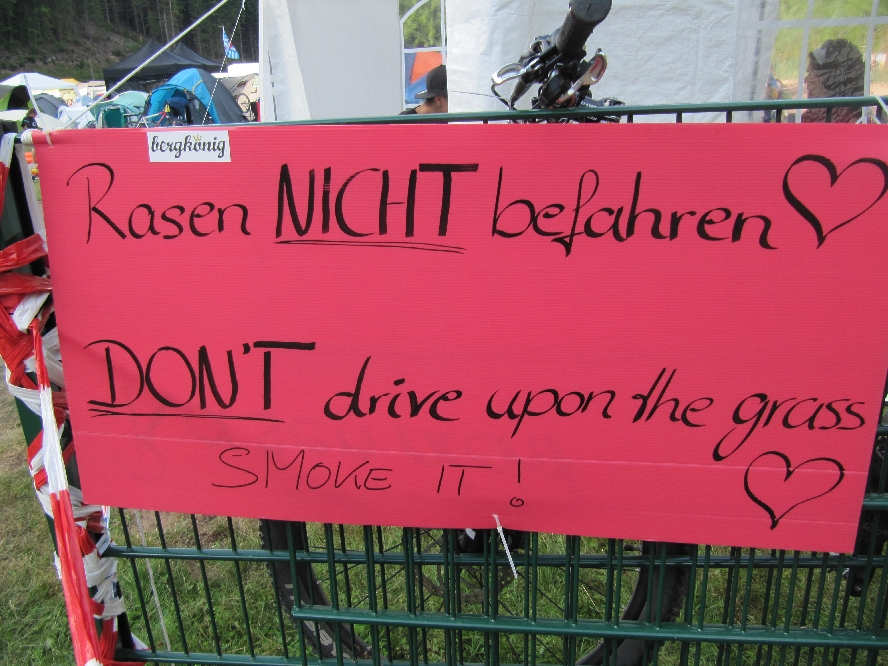 bergkönig
Rasen NICHT befahren
DON'T drive upon the grass
SMOKE IT!